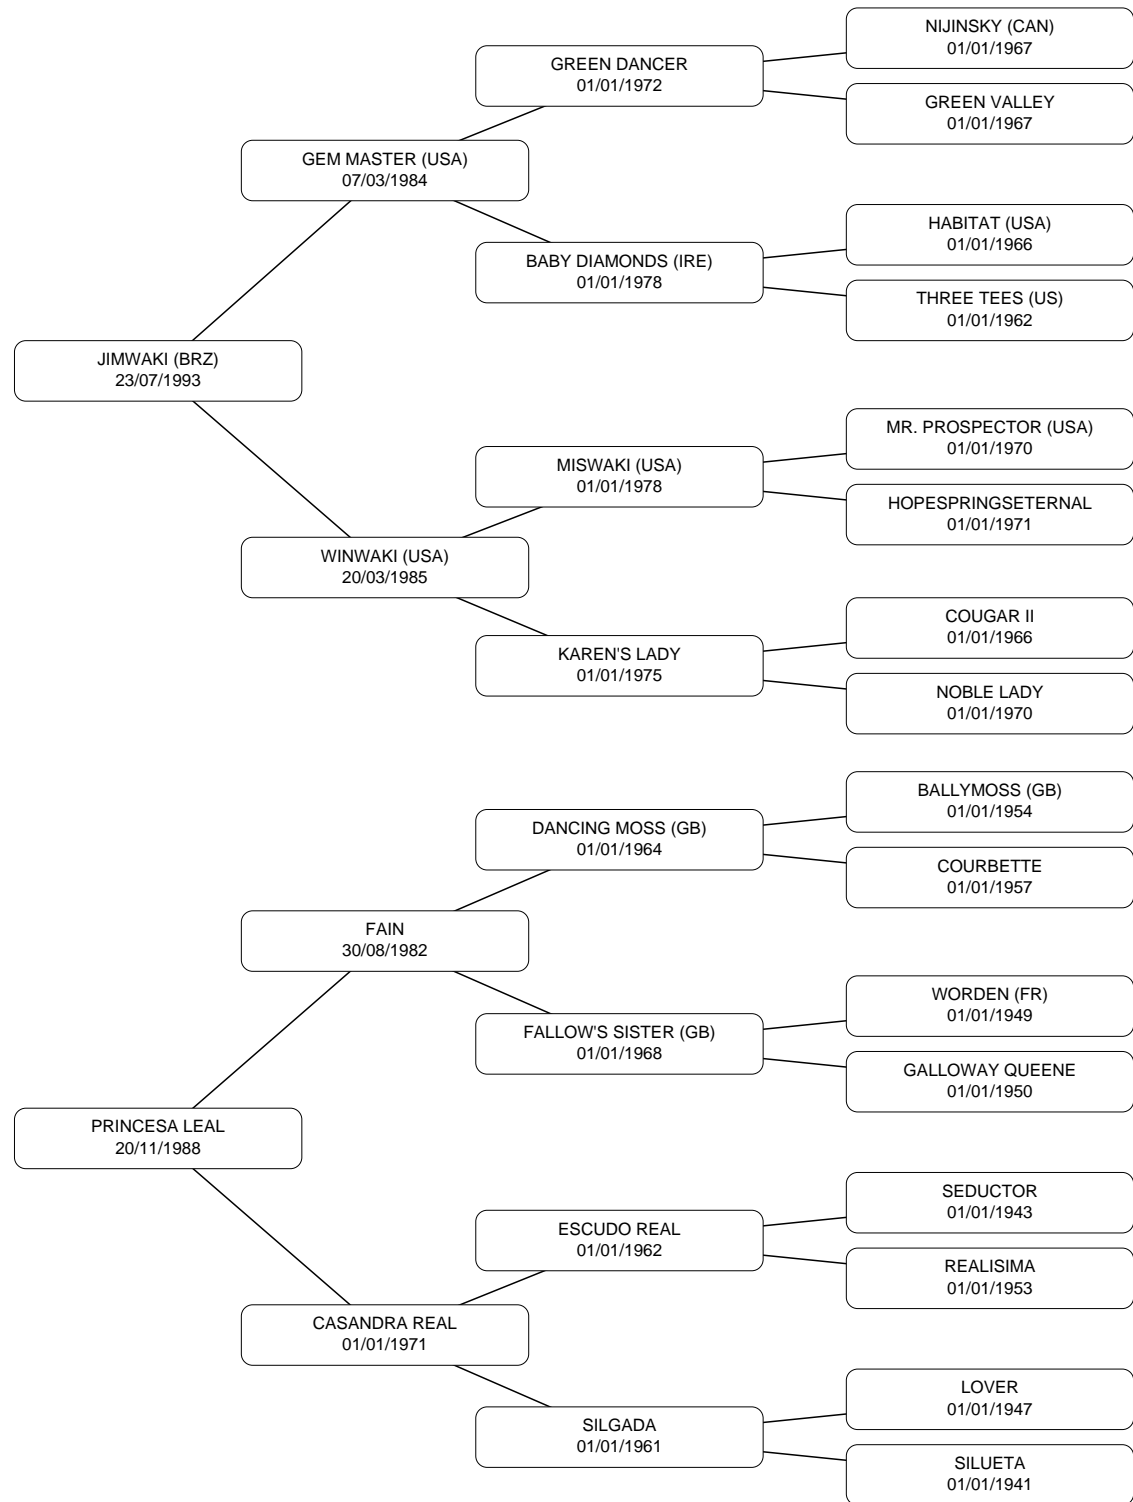 NIJINSKY (CAN)
01/01/1967
GREEN DANCER
01/01/1972
GREEN VALLEY
01/01/1967
GEM MASTER (USA)
07/03/1984
HABITAT (USA)
01/01/1966
BABY DIAMONDS (IRE)
01/01/1978
THREE TEES (US)
01/01/1962
JIMWAKI (BRZ)
23/07/1993
MR. PROSPECTOR (USA)
01/01/1970
MISWAKI (USA)
01/01/1978
HOPESPRINGSETERNAL
01/01/1971
WINWAKI (USA)
20/03/1985
COUGAR II
01/01/1966
KAREN'S LADY
01/01/1975
NOBLE LADY
01/01/1970
BALLYMOSS (GB)
01/01/1954
DANCING MOSS (GB)
01/01/1964
COURBETTE
01/01/1957
FAIN
30/08/1982
WORDEN (FR)
01/01/1949
FALLOW'S SISTER (GB)
01/01/1968
GALLOWAY QUEENE
01/01/1950
PRINCESA LEAL
20/11/1988
SEDUCTOR
01/01/1943
ESCUDO REAL
01/01/1962
REALISIMA
01/01/1953
CASANDRA REAL
01/01/1971
LOVER
01/01/1947
SILGADA
01/01/1961
SILUETA
01/01/1941